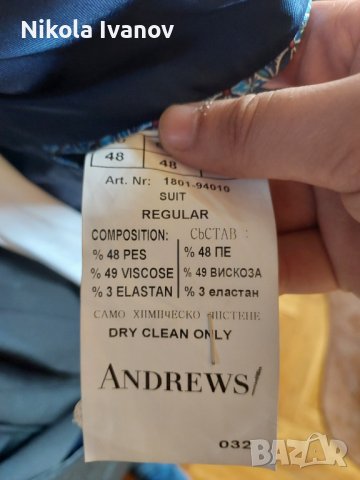 Nikola Ivanov
48
48
Art. Nr: 1801-94010
SUIT
REGULAR
COMPOSITION: СЪСТАВ :
% 48 PES % 48 ПЕ
% 49 VISCOSE % 49 ВИСКОЗА
% 3 ELASTAN % 3 еластан
САМО ХИМИЧЕСКО ЧИСТЕНЕ
DRY CLEAN ONLY
ANDREWS/
032
BAZAR